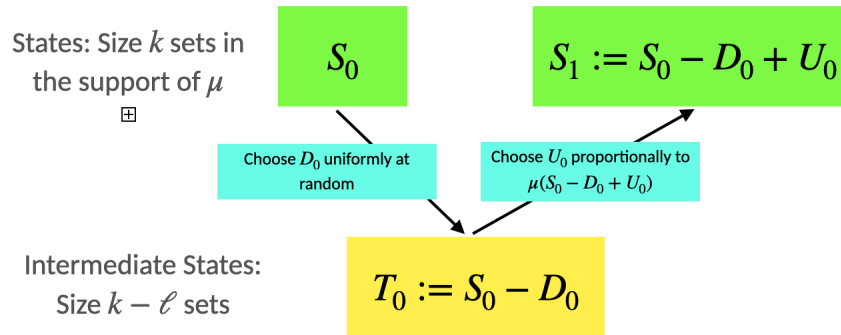 States: Size k sets in
the support of μ
S₀
S₁ := S₀ − D₀ + U₀
Choose D₀ uniformly at
random
Choose U₀ proportionally to
μ(S₀ − D₀ + U₀)
Intermediate States:
Size k − ℓ sets
T₀ := S₀ − D₀